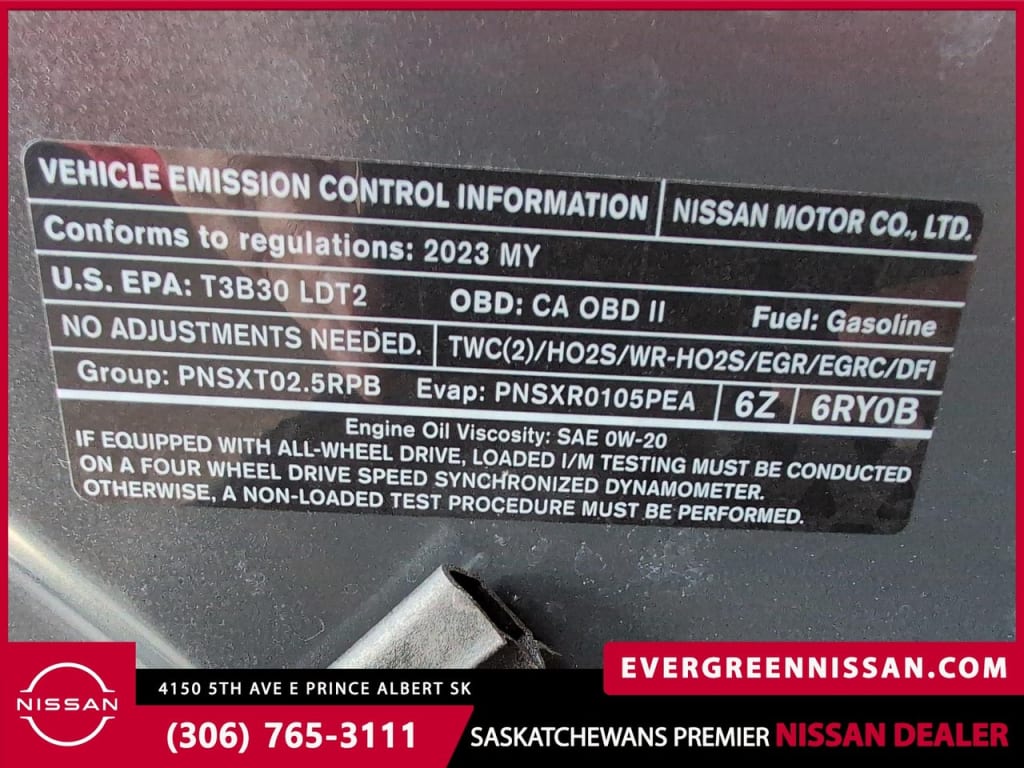 VEHICLE EMISSION CONTROL INFORMATION NISSAN MOTOR CO., LTD.
Conforms to regulations: 2023 MY
U.S. EPA: T3B30 LDT2 OBD: CA OBD II Fuel: Gasoline
NO ADJUSTMENTS NEEDED. TWC(2)/HO2S/WR-HO2S/EGR/EGRC/DFI
Group: PNSXT02.5RPB Evap: PNSXR0105PEA 6Z 6RY0B
Engine Oil Viscosity: SAE 0W-20
IF EQUIPPED WITH ALL-WHEEL DRIVE, LOADED I/M TESTING MUST BE CONDUCTED
ON A FOUR WHEEL DRIVE SPEED SYNCHRONIZED DYNAMOMETER.
OTHERWISE, A NON-LOADED TEST PROCEDURE MUST BE PERFORMED.
EVERGREENNISSAN.COM
NISSAN
4150 5TH AVE E PRINCE ALBERT SK
(306) 765-3111
SASKATCHEWANS PREMIER NISSAN DEALER